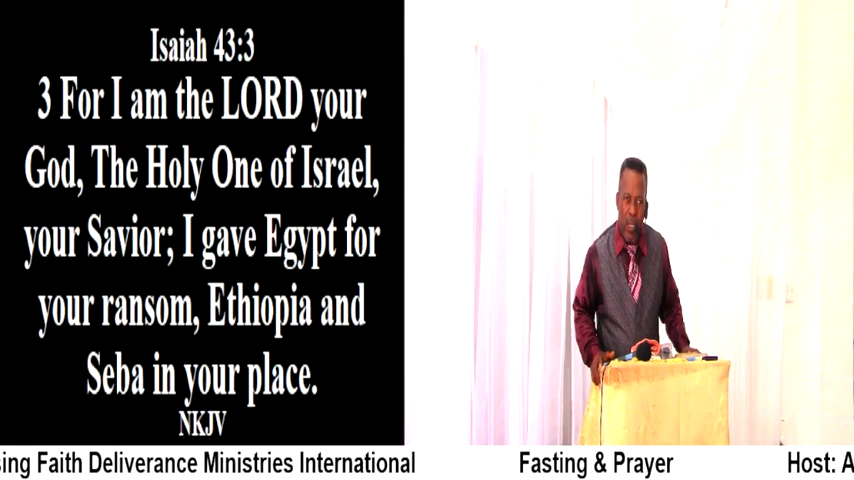 Isaiah 43:3
3 For I am the LORD your
God, The Holy One of Israel,
your Savior; I gave Egypt for
your ransom, Ethiopia and
Seba in your place.
NKJV
Faith Deliverance Ministries International Fasting & Prayer Host: